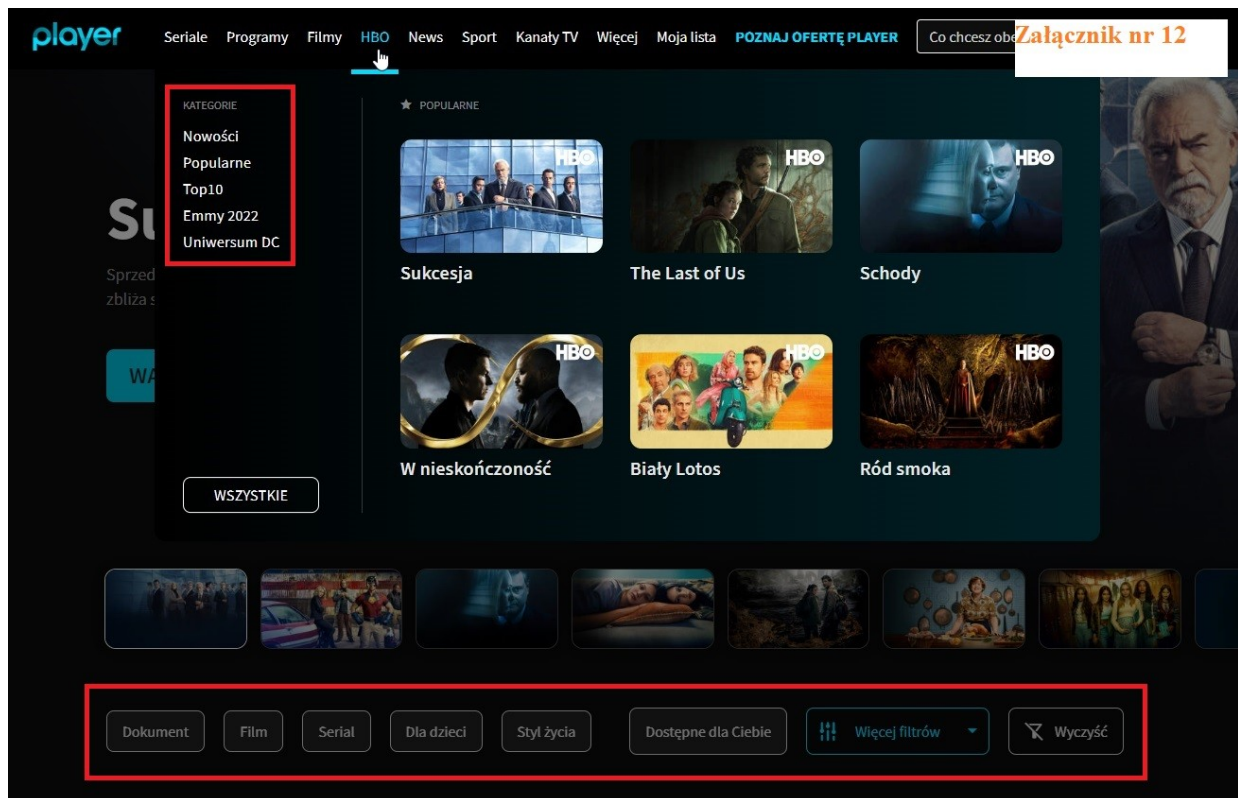 player Seriale Programy Filmy HBO News Sport Kanały TV Więcej Moja lista POZNAJ OFERTĘ PLAYER Co chcesz Załącznik nr 12
KATEGORIE
Nowości
Popularne
Top10
Emmy 2022
Uniwersum DC
WSZYSTKIE
POPULARNE
HBO HBO HBO
Sukcesja The Last of Us Schody
HBO HBO HBO
W nieskończoność Biały Lotos Ród smoka
Dokument Film Serial Dla dzieci Styl życia Dostępne dla Ciebie Więcej filtrów Wyczyść